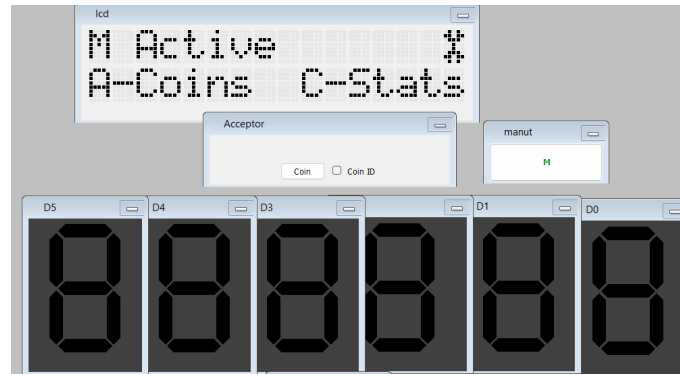 lcd
M Active
A-Coins C-Stats
Acceptor
Coin Coin ID
manut
M
D5 D4 D3 D1 D0